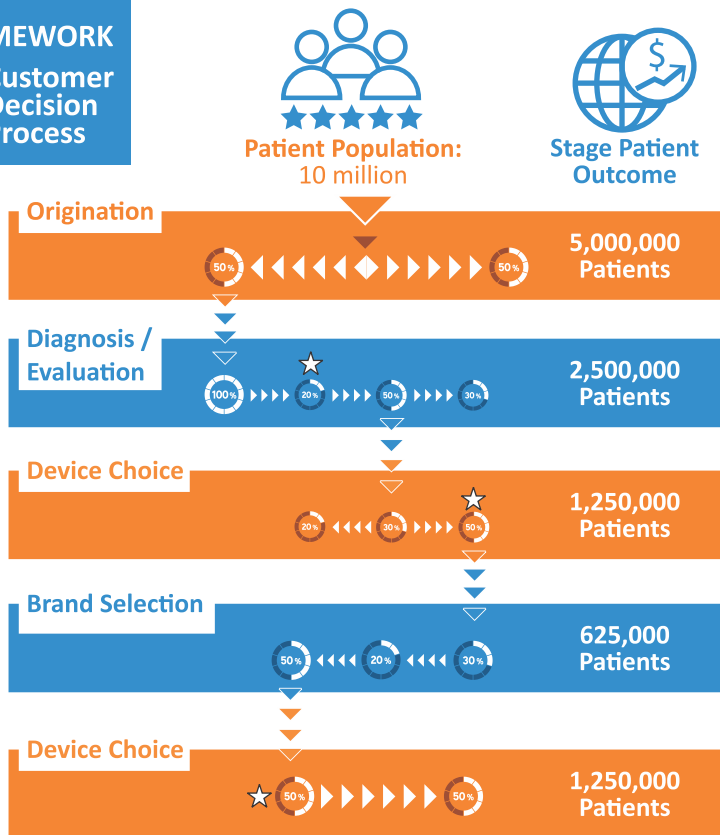 MEWORK
Customer
Decision
Process
Patient Population:
10 million
$
Stage Patient
Outcome
Origination
50%
50%
5,000,000
Patients
Diagnosis /
Evaluation
100%
20%
50%
30%
2,500,000
Patients
Device Choice
20%
30%
50%
1,250,000
Patients
Brand Selection
50%
20%
30%
625,000
Patients
Device Choice
50%
50%
1,250,000
Patients